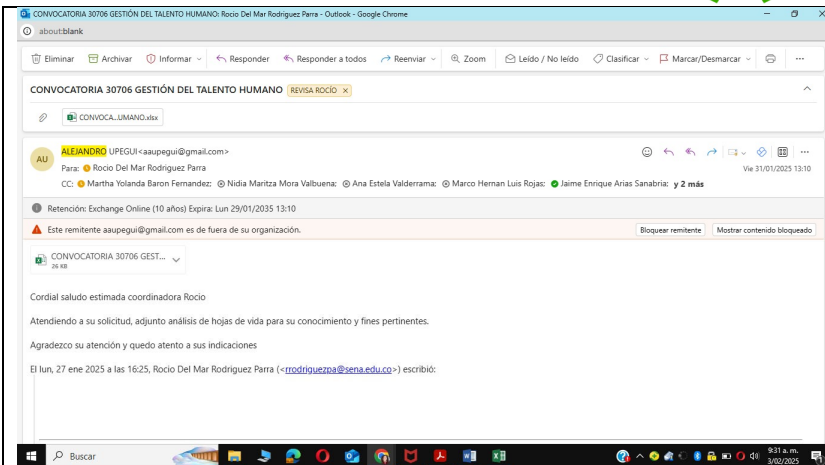 CONVOCATORIA 30706 GESTIÓN DEL TALENTO HUMANO: Rocio Del Mar Rodriguez Parra - Outlook - Google Chrome
about:blank
Eliminar Archivar Informar Responder Responder a todos Reenviar Zoom Leído / No leído Clasificar Marcar/Desmarcar
CONVOCATORIA 30706 GESTIÓN DEL TALENTO HUMANO REVISA ROCÍO ×
CONVOCA...UMANO.xlsx
AU
ALEJANDRO UPEGUI<aaupegui@gmail.com>
Para: Rocio Del Mar Rodriguez Parra
Vie 31/01/2025 13:10
CC: Martha Yolanda Baron Fernandez; Nidia Maritza Mora Valbuena; Ana Estela Valderrama; Marco Hernan Luis Rojas; Jaime Enrique Arias Sanabria; y 2 más
Retención: Exchange Online (10 años) Expira: Lun 29/01/2035 13:10
Este remitente aaupegui@gmail.com es de fuera de su organización. Bloquear remitente Mostrar contenido bloqueado
CONVOCATORIA 30706 GEST...
26 KB
Cordial saludo estimada coordinadora Rocio
Atendiendo a su solicitud, adjunto análisis de hojas de vida para su conocimiento y fines pertinentes.
Agradezco su atención y quedo atento a sus indicaciones
El lun, 27 ene 2025 a las 16:25, Rocio Del Mar Rodriguez Parra (<rrodriguezpa@sena.edu.co>) escribió:
Buscar
9:31 a. m.
3/02/2025